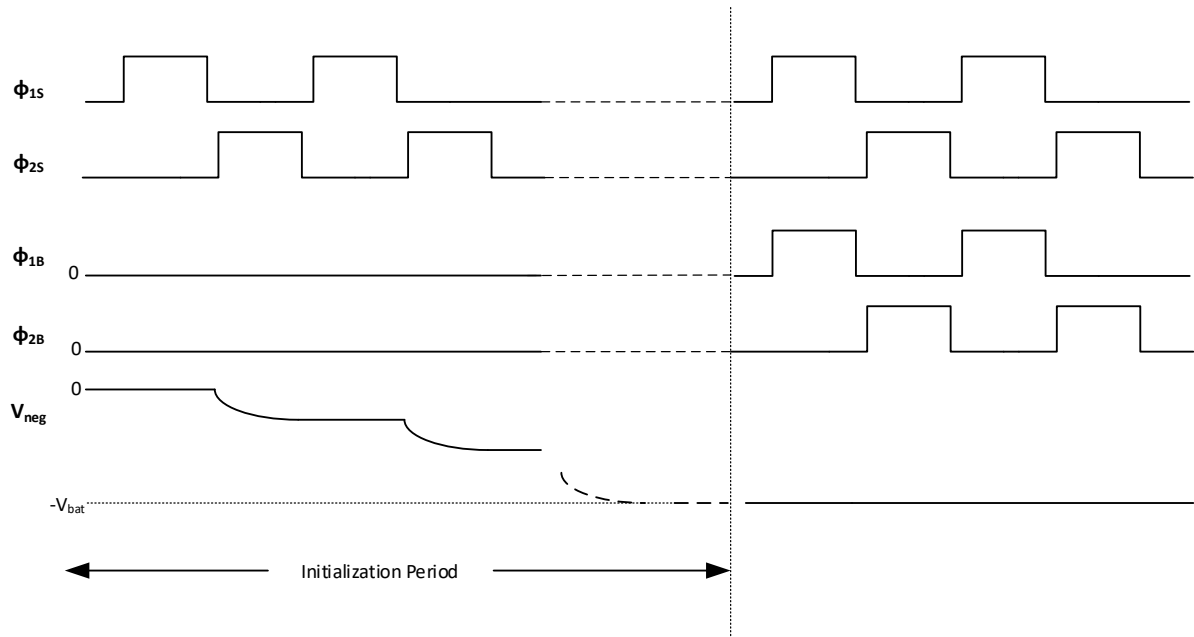 ϕ1S
ϕ2S
ϕ1B
0
ϕ2B
0
0
Vneg
-Vbat
Initialization Period